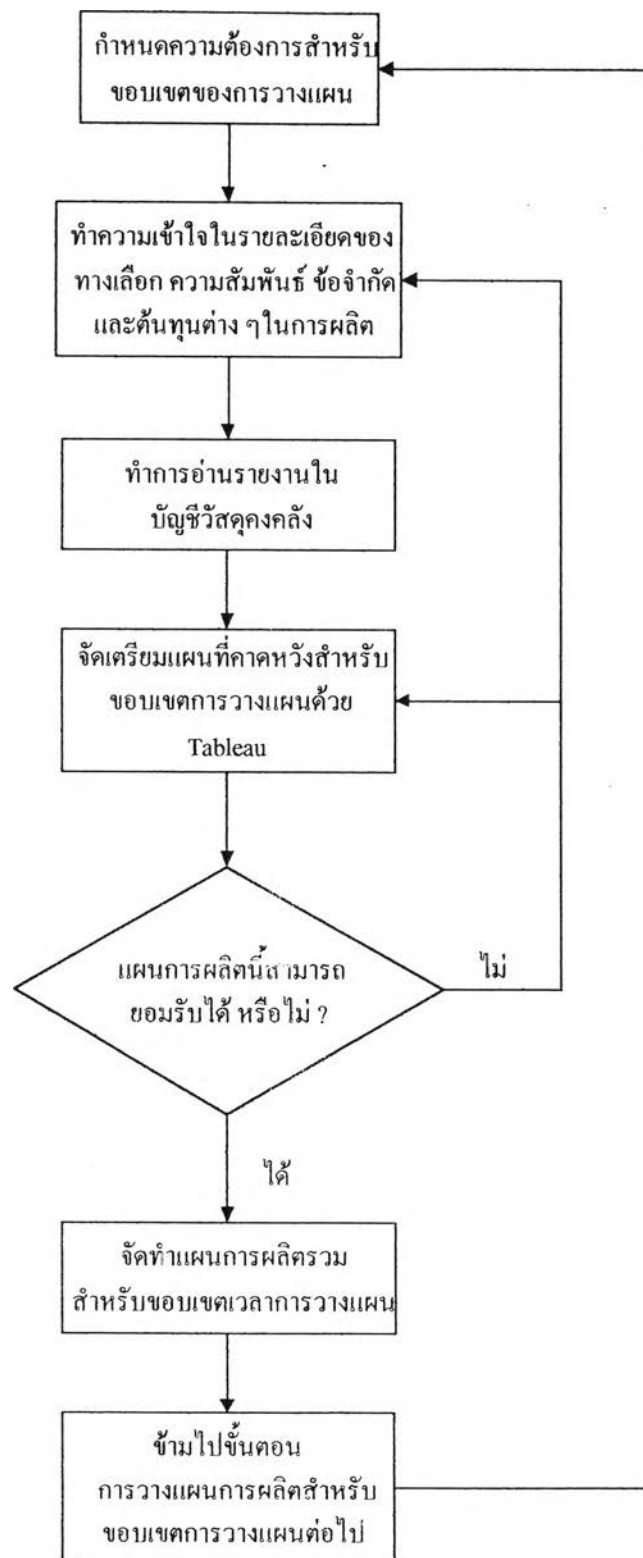 กำหนดความต้องการสำหรับ
ขอบเขตของการวางแผน
ทำความเข้าใจในรายละเอียดของ
ทางเลือก ความสัมพันธ์ ข้อจำกัด
และต้นทุนต่าง ๆในการผลิต
ทำการอ่านรายงานใน
บัญชีวัสดุคงคลัง
จัดเตรียมแผนที่คาดหวังสำหรับ
ขอบเขตการวางแผนด้วย
Tableau
แผนการผลิตนี้สามารถ
ยอมรับได้ หรือไม่ ?
ไม่
ได้
จัดทำแผนการผลิตรวม
สำหรับขอบเขตเวลาการวางแผน
ข้ามไปขั้นตอน
การวางแผนการผลิตสำหรับ
ขอบเขตการวางแผนต่อไป